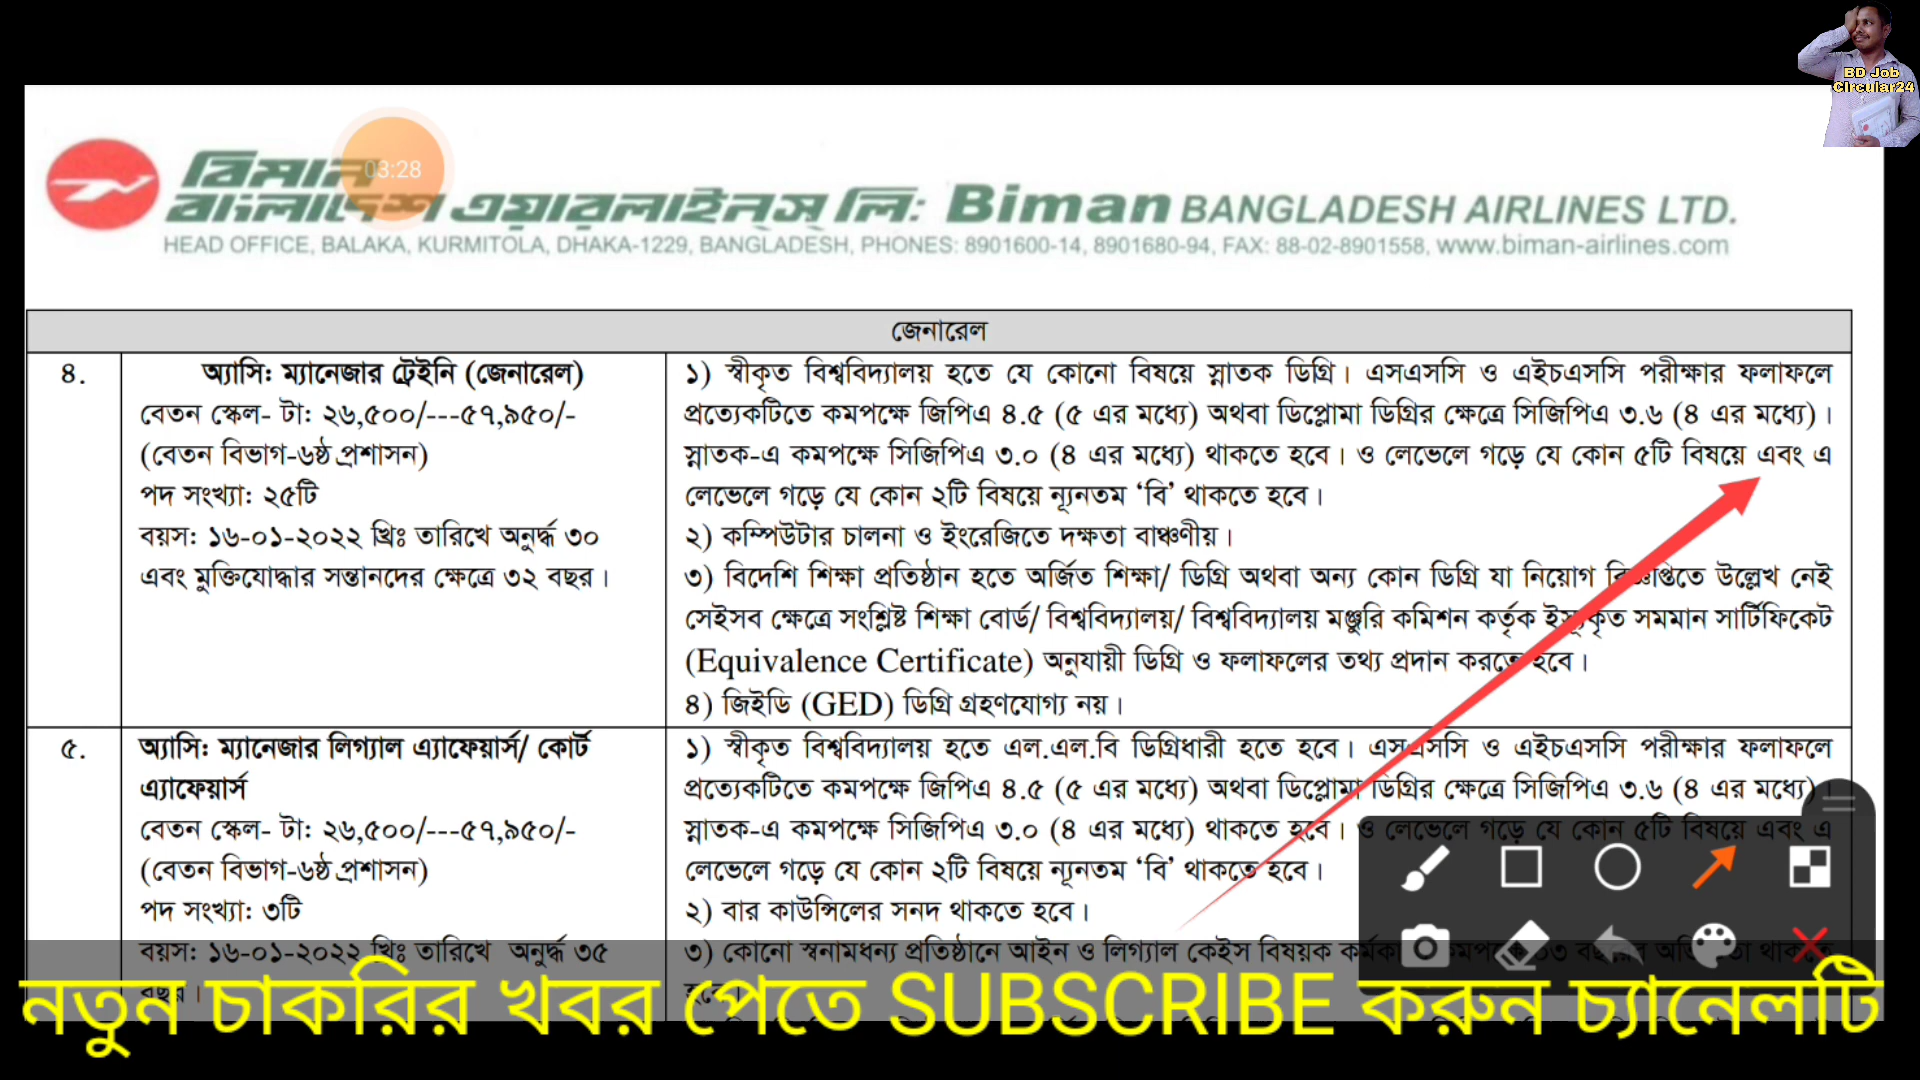 BD Job
Circular24
03:28
বিমান
বাংলাদেশ এয়ারলাইন্স্ লি: Biman BANGLADESH AIRLINES LTD.
HEAD OFFICE, BALAKA, KURMITOLA, DHAKA-1229, BANGLADESH, PHONES: 8901600-14, 8901680-94, FAX: 88-02-8901558, www.biman-airlines.com
জেনারেল
৪.
অ্যাসি: ম্যানেজার ট্রেইনি (জেনারেল)
বেতন স্কেল- টা: ২৬,৫০০/---৫৭,৯৫০/-
(বেতন বিভাগ-৬ষ্ঠ প্রশাসন)
পদ সংখ্যা: ২৫টি
বয়স: ১৬-০১-২০২২ খ্রিঃ তারিখে অনুর্দ্ধ ৩০
এবং মুক্তিযোদ্ধার সন্তানদের ক্ষেত্রে ৩২ বছর।
১) স্বীকৃত বিশ্ববিদ্যালয় হতে যে কোনো বিষয়ে স্নাতক ডিগ্রি। এসএসসি ও এইচএসসি পরীক্ষার ফলাফলে
প্রত্যেকটিতে কমপক্ষে জিপিএ ৪.৫ (৫ এর মধ্যে) অথবা ডিপ্লোমা ডিগ্রির ক্ষেত্রে সিজিপিএ ৩.৬ (৪ এর মধ্যে)।
স্নাতক-এ কমপক্ষে সিজিপিএ ৩.০ (৪ এর মধ্যে) থাকতে হবে। ও লেভেলে গড়ে যে কোন ৫টি বিষয়ে এবং এ
লেভেলে গড়ে যে কোন ২টি বিষয়ে ন্যূনতম ‘বি’ থাকতে হবে।
২) কম্পিউটার চালনা ও ইংরেজিতে দক্ষতা বাঞ্চণীয়।
৩) বিদেশি শিক্ষা প্রতিষ্ঠান হতে অর্জিত শিক্ষা/ ডিগ্রি অথবা অন্য কোন ডিগ্রি যা নিয়োগ বিজ্ঞপ্তিতে উল্লেখ নেই
সেইসব ক্ষেত্রে সংশ্লিষ্ট শিক্ষা বোর্ড/ বিশ্ববিদ্যালয়/ বিশ্ববিদ্যালয় মঞ্জুরি কমিশন কর্তৃক ইস্যুকৃত সমমান সার্টিফিকেট
(Equivalence Certificate) অনুযায়ী ডিগ্রি ও ফলাফলের তথ্য প্রদান করতে হবে।
৪) জিইডি (GED) ডিগ্রি গ্রহণযোগ্য নয়।
৫.
অ্যাসি: ম্যানেজার লিগ্যাল এ্যাফেয়ার্স/ কোর্ট
এ্যাফেয়ার্স
বেতন স্কেল- টা: ২৬,৫০০/---৫৭,৯৫০/-
(বেতন বিভাগ-৬ষ্ঠ প্রশাসন)
পদ সংখ্যা: ৩টি
বয়স: ১৬-০১-২০২২ খ্রিঃ তারিখে অনুর্দ্ধ ৩৫
বছর।
১) স্বীকৃত বিশ্ববিদ্যালয় হতে এল.এল.বি ডিগ্রিধারী হতে হবে। এসএসসি ও এইচএসসি পরীক্ষার ফলাফলে
প্রত্যেকটিতে কমপক্ষে জিপিএ ৪.৫ (৫ এর মধ্যে) অথবা ডিপ্লোমা ডিগ্রির ক্ষেত্রে সিজিপিএ ৩.৬ (৪ এর মধ্যে)।
স্নাতক-এ কমপক্ষে সিজিপিএ ৩.০ (৪ এর মধ্যে) থাকতে হবে। ও লেভেলে গড়ে যে কোন ৫টি বিষয়ে এবং এ
লেভেলে গড়ে যে কোন ২টি বিষয়ে ন্যূনতম ‘বি’ থাকতে হবে।
২) বার কাউন্সিলের সনদ থাকতে হবে।
৩) কোনো স্বনামধন্য প্রতিষ্ঠানে আইন ও লিগ্যাল কেইস বিষয়ক ০৩ থাকতে
হবে।
নতুন চাকরির খবর পেতে SUBSCRIBE করুন চ্যানেলটি